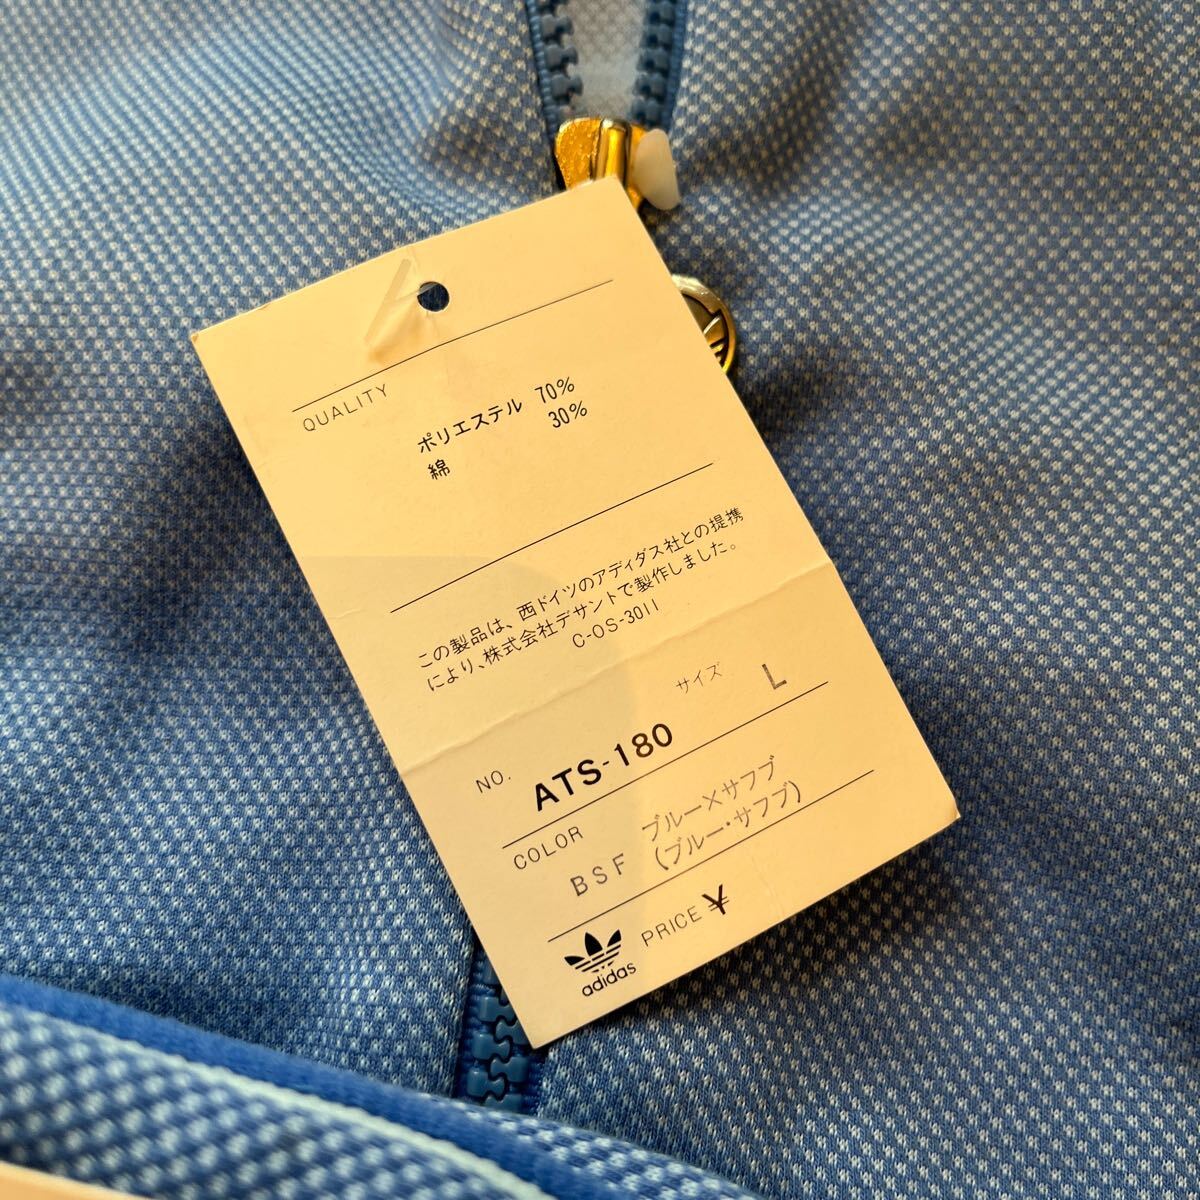 QUALITY
ポリエステル 70%
綿 30%
この製品は、西ドイツのアディダス社との提携
により、株式会社デサントで製作しました。
C-OS-3011
サイズ L
NO. ATS-180
COLOR
ブルー×サフブ
BSF (ブルー・サフブ)
PRICE ¥
adidas